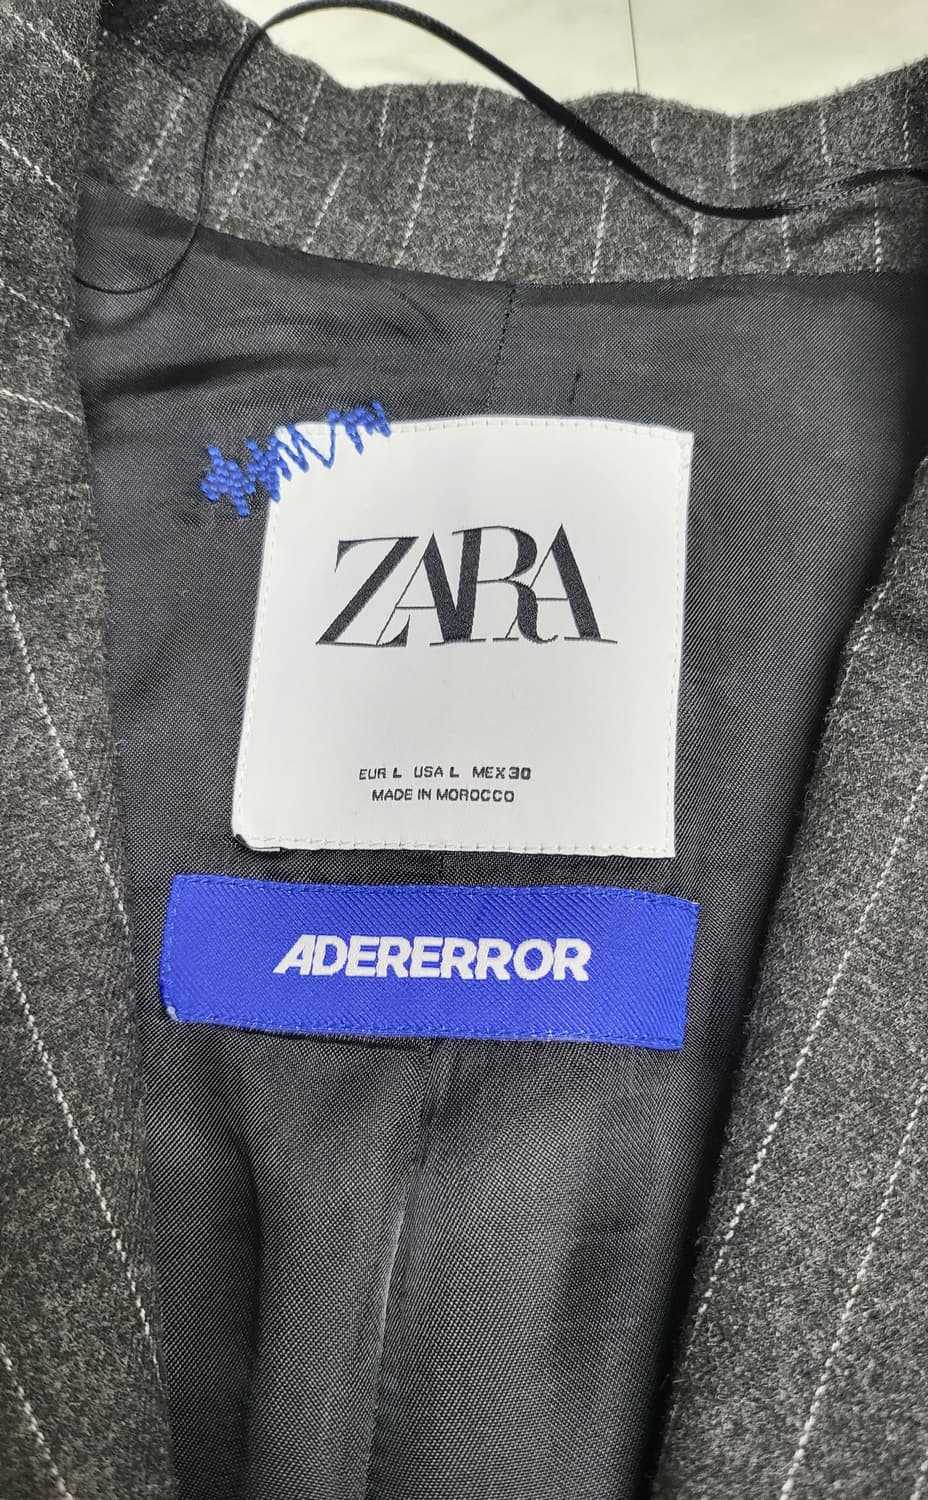 ZARA
EUR L USA L MEX 30
MADE IN MOROCCO
ADERERROR